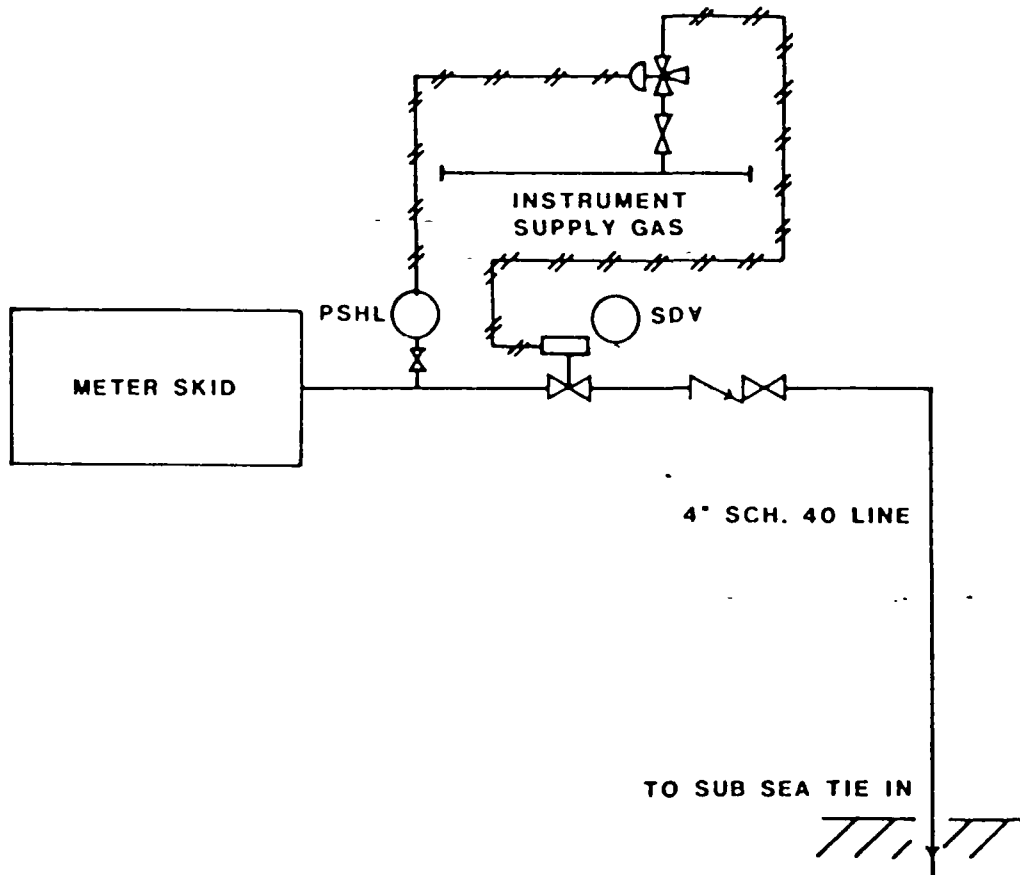 INSTRUMENT
SUPPLY GAS
PSHL
SDV
METER SKID
4" SCH. 40 LINE
TO SUB SEA TIE IN